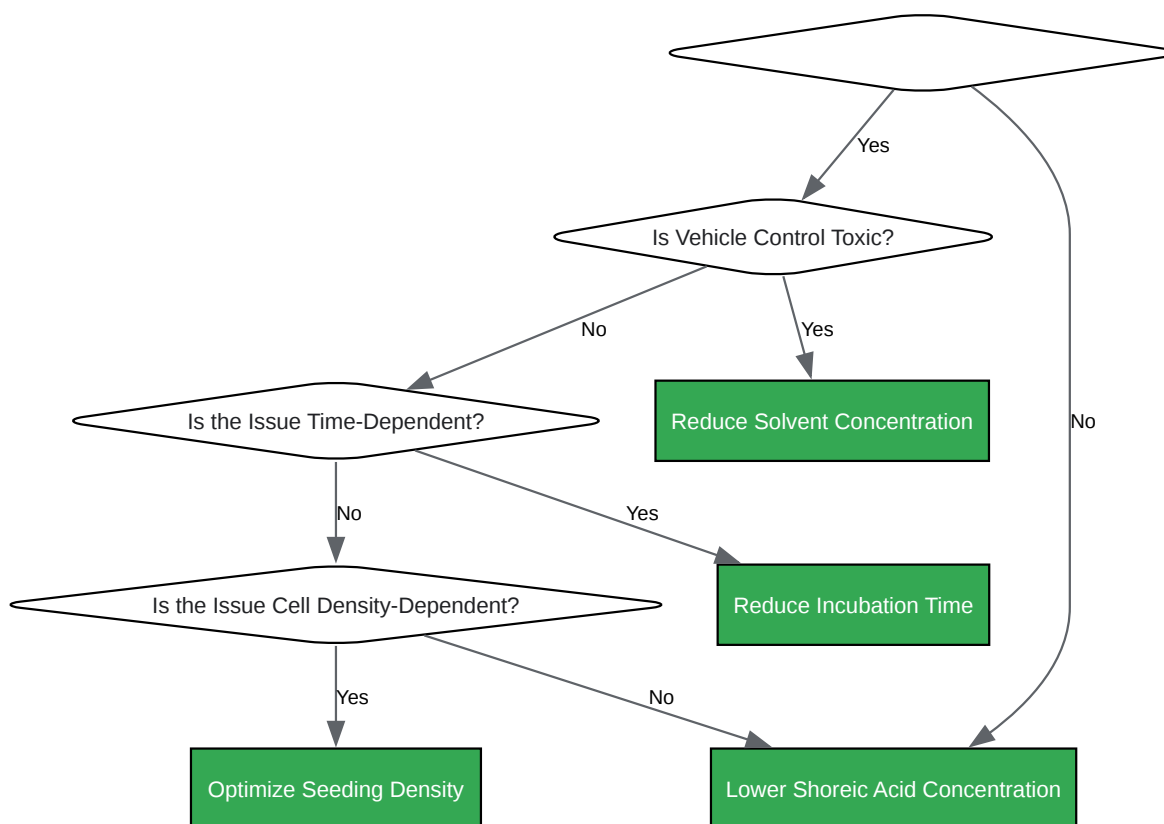 Yes
Is Vehicle Control Toxic?
No
Yes
Is the Issue Time-Dependent?
Reduce Solvent Concentration
No
No
Yes
Is the Issue Cell Density-Dependent?
Reduce Incubation Time
Yes
No
Optimize Seeding Density
Lower Shoreic Acid Concentration